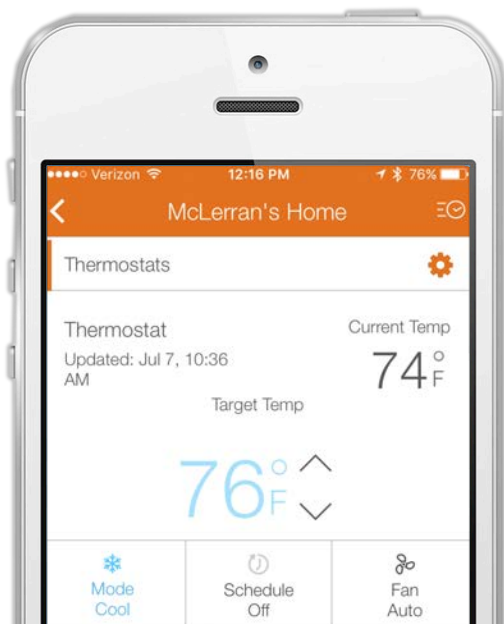 Verizon 12:16 PM 76%
McLerran's Home
Thermostats
Thermostat
Current Temp
Updated: Jul 7, 10:36
AM
74°F
Target Temp
76°F
Mode
Cool
Schedule
Off
Fan
Auto